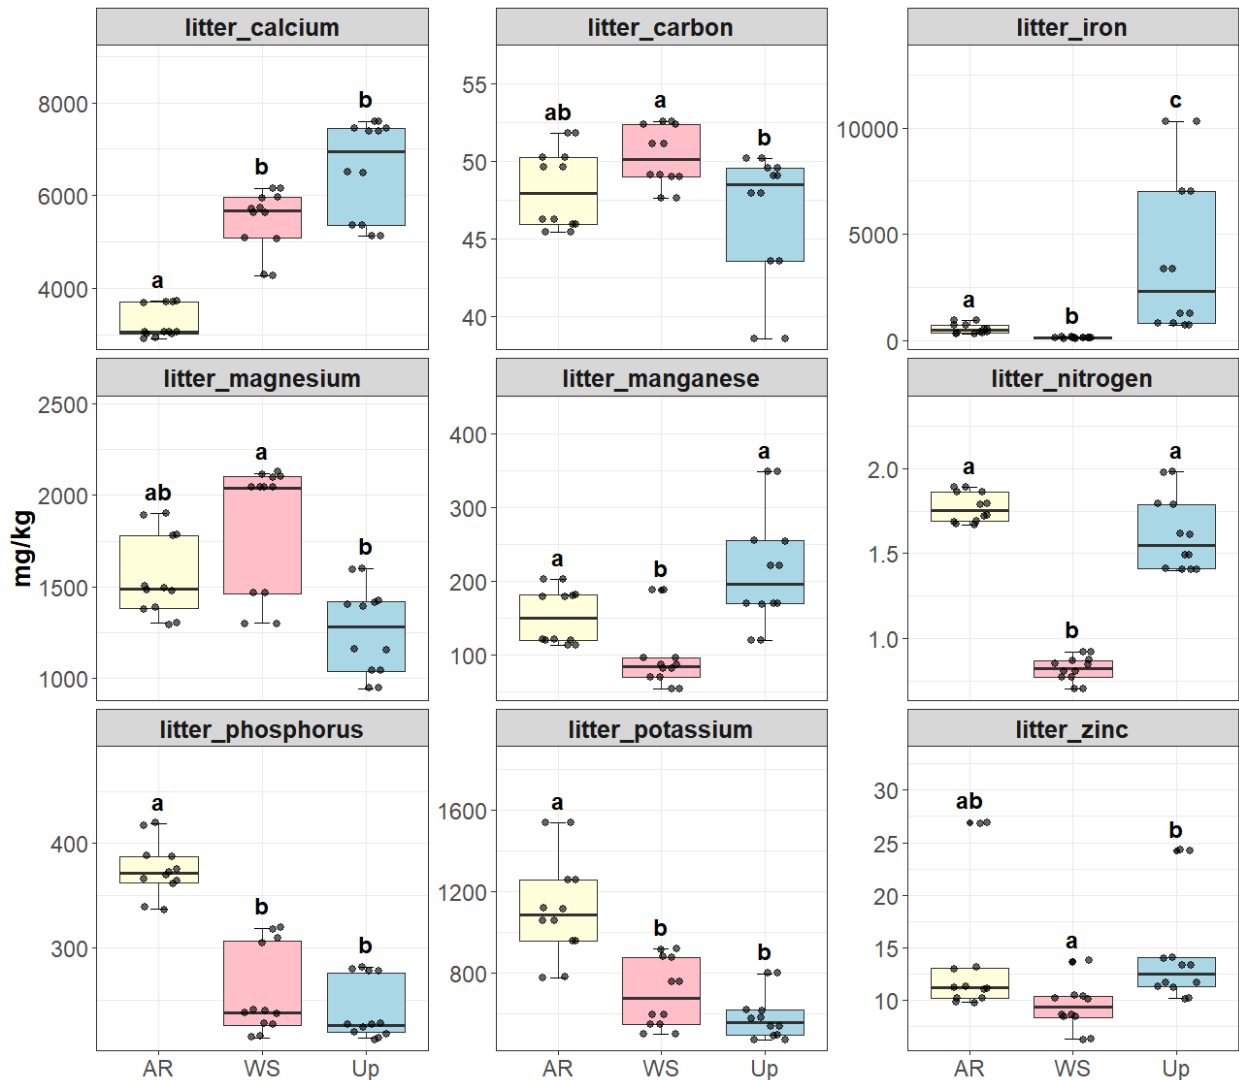 litter_calcium
litter_carbon
litter_iron
8000
6000
4000
a
b
b
55
50
45
40
ab
a
b
10000
5000
0
a
b
c
litter_magnesium
litter_manganese
litter_nitrogen
2500
2000
1500
1000
ab
a
b
400
300
200
100
a
b
a
2.0
1.5
1.0
a
b
a
mg/kg
litter_phosphorus
litter_potassium
litter_zinc
400
300
a
b
b
1600
1200
800
a
b
b
30
25
20
15
10
ab
a
b
AR WS Up
AR WS Up
AR WS Up